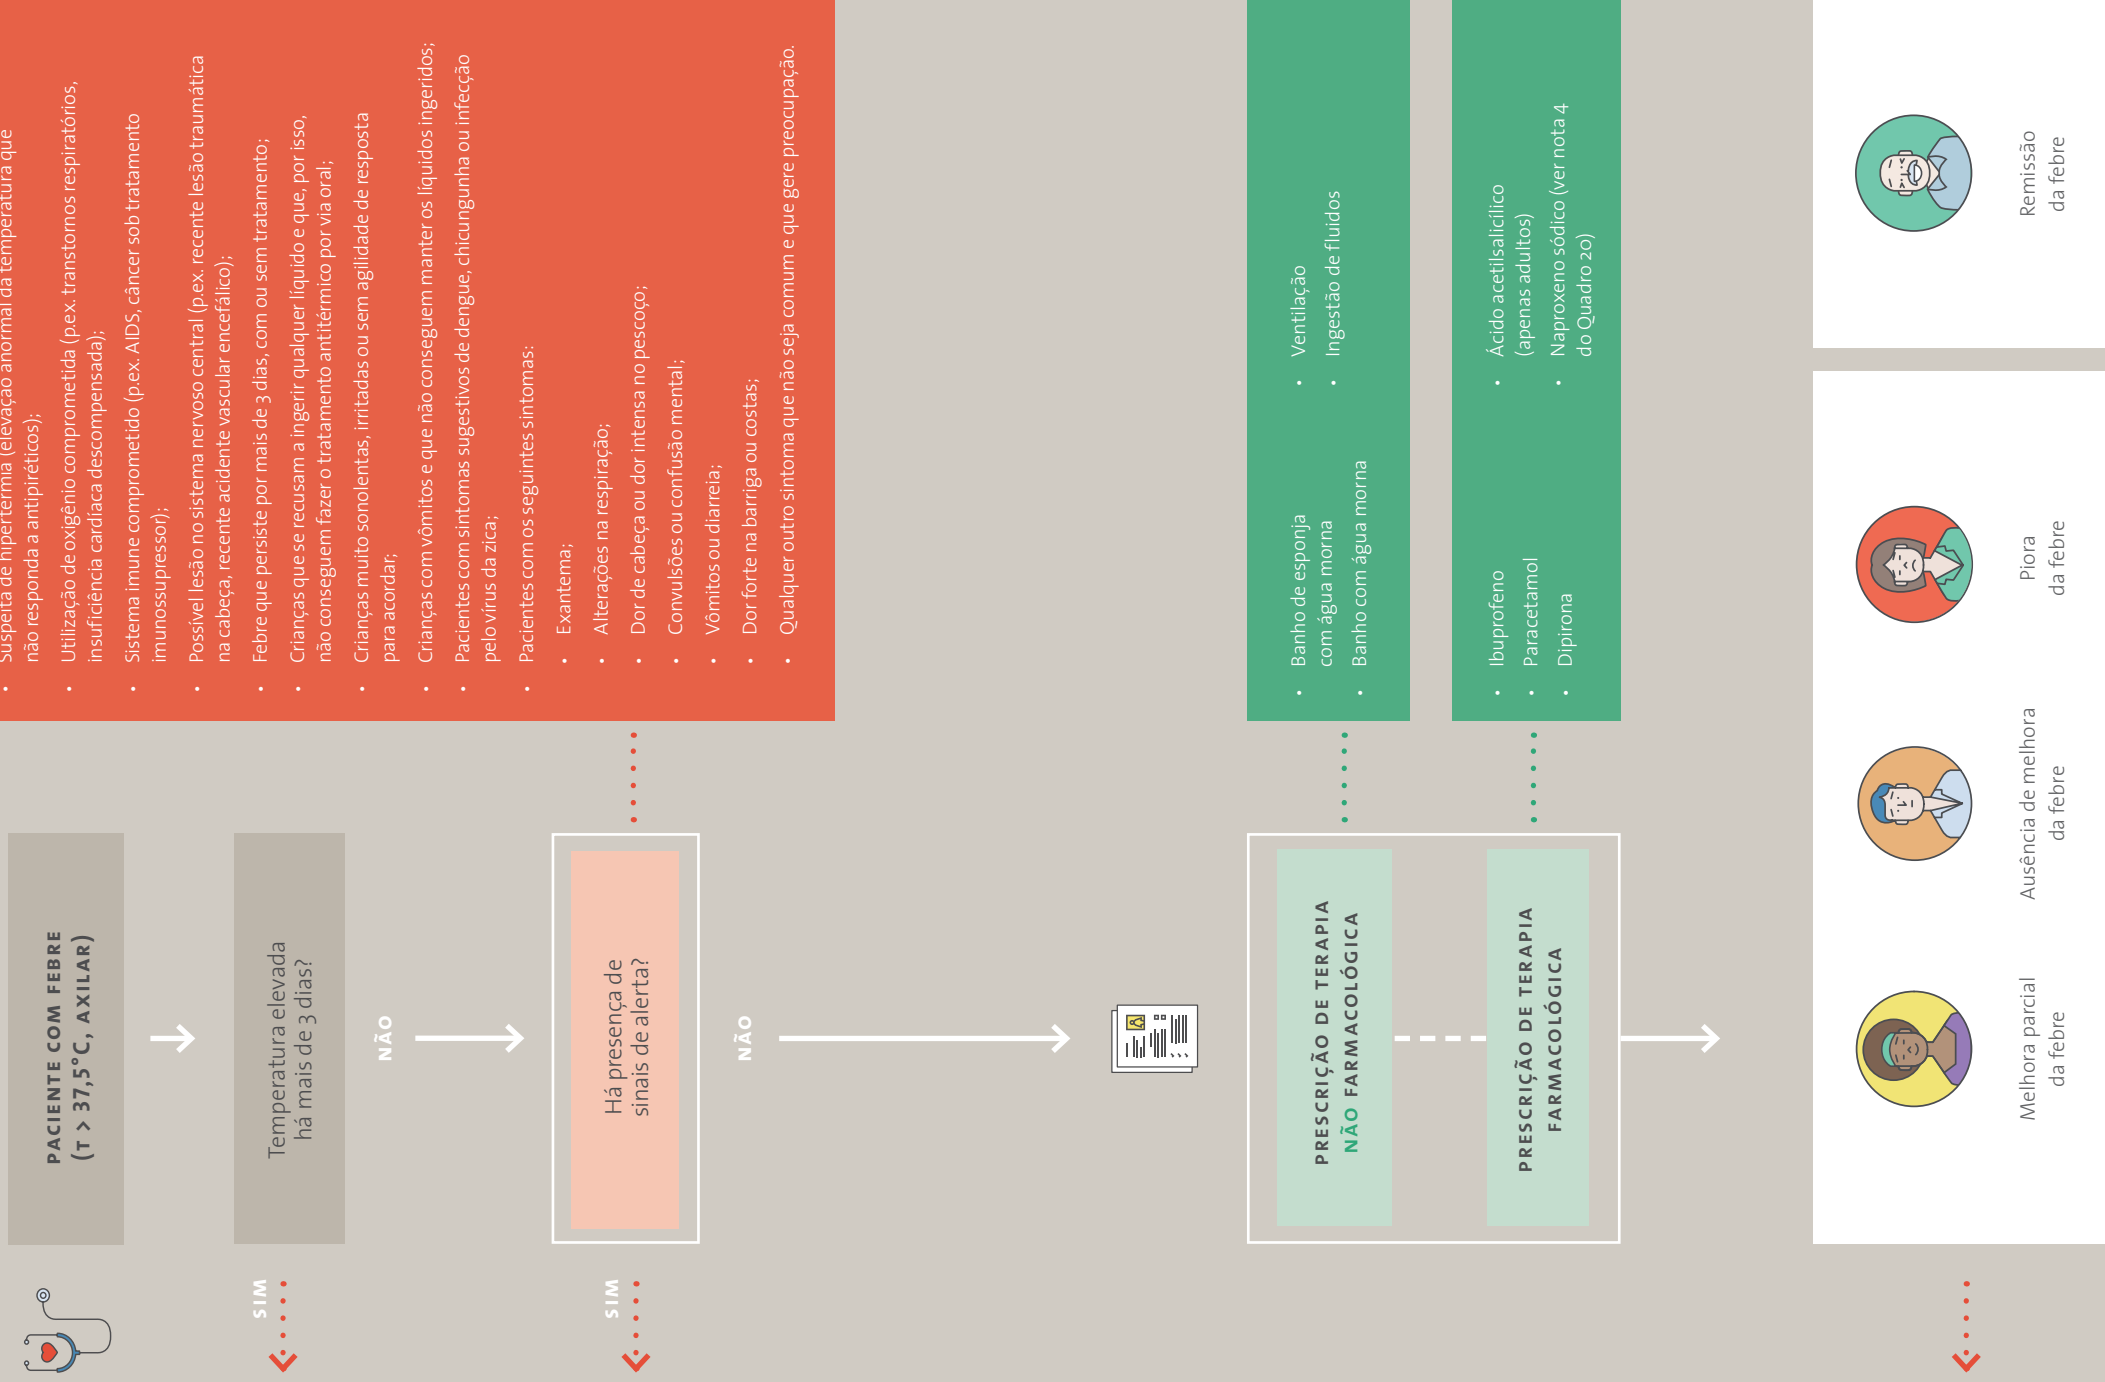 PACIENTE COM FEBRE
(T > 37,5°C, AXILAR)
Temperatura elevada
há mais de 3 dias?
SIM
NÃO
Há presença de
sinais de alerta?
SIM
NÃO
• Suspeita de hipertermia (elevação anormal da temperatura que
não responda a antipiréticos);
• Utilização de oxigênio comprometida (p.ex. transtornos respiratórios,
insuficiência cardíaca descompensada);
• Sistema imune comprometido (p.ex. AIDS, câncer sob tratamento
imunossupressor);
• Possível lesão no sistema nervoso central (p.ex. recente lesão traumática
na cabeça, recente acidente vascular encefálico);
• Febre que persiste por mais de 3 dias, com ou sem tratamento;
• Crianças que se recusam a ingerir qualquer líquido e que, por isso,
não conseguem fazer o tratamento antitérmico por via oral;
• Crianças muito sonolentas, irritadas ou sem agilidade de resposta
para acordar;
• Crianças com vômitos e que não conseguem manter os líquidos ingeridos;
• Pacientes com sintomas sugestivos de dengue, chicungunha ou infecção
pelo vírus da zica;
• Pacientes com os seguintes sintomas:
• Exantema;
• Alterações na respiração;
• Dor de cabeça ou dor intensa no pescoço;
• Convulsões ou confusão mental;
• Vômitos ou diarreia;
• Dor forte na barriga ou costas;
• Qualquer outro sintoma que não seja comum e que gere preocupação.
PRESCRIÇÃO DE TERAPIA
NÃO FARMACOLÓGICA
• Banho de esponja
com água morna
• Banho com água morna
• Ventilação
• Ingestão de fluidos
PRESCRIÇÃO DE TERAPIA
FARMACOLÓGICA
• Ibuprofeno
• Paracetamol
• Dipirona
• Ácido acetilsalicílico
(apenas adultos)
• Naproxeno sódico (ver nota 4
do Quadro 20)
Melhora parcial
da febre
Ausência de melhora
da febre
Piora
da febre
Remissão
da febre